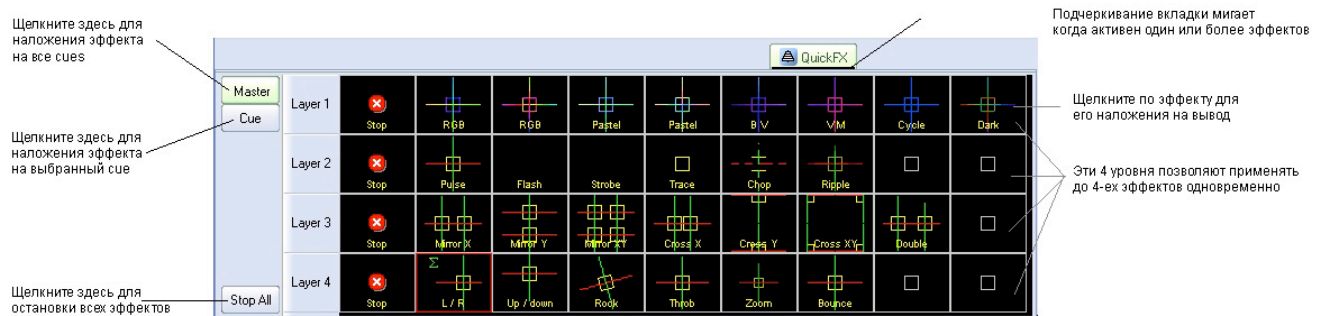 Щелкните здесь для
наложения эффекта
на все cues
Подчеркивание вкладки мигает
когда активен один или более эффектов
QuickFX
Master
Layer 1
Stop
RGB
RGB
Pastel
Pastel
B V
V M
Cycle
Dark
Щелкните по эффекту для
его наложения на вывод
Cue
Щелкните здесь для
наложения эффекта
на выбранный cue
Layer 2
Stop
Pulse
Flash
Strobe
Trace
Chop
Ripple
Эти 4 уровня позволяют применять
до 4-ех эффектов одновременно
Layer 3
Stop
Mirror X
Mirror Y
Mirror XY
Cross X
Cross Y
Cross XY
Double
Layer 4
Stop
Σ
L / R
Up / down
Rock
Throb
Zoom
Bounce
Щелкните здесь для
остановки всех эффектов
Stop All